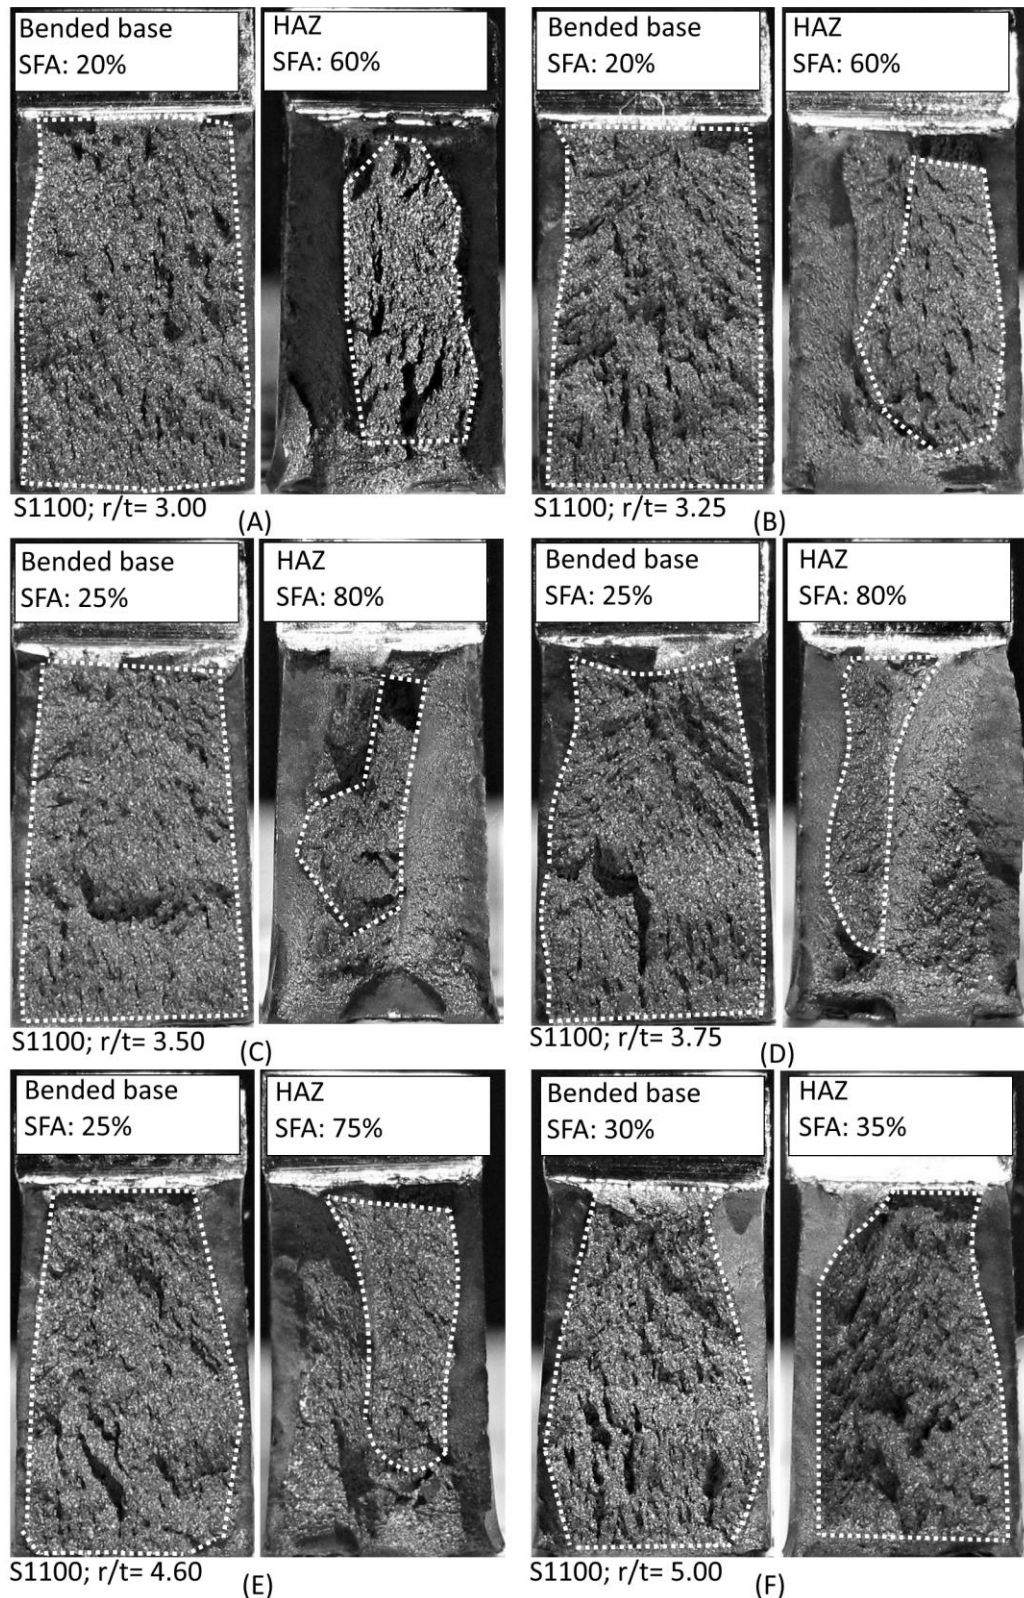 Bended base
SFA: 20%
HAZ
SFA: 60%
Bended base
SFA: 20%
HAZ
SFA: 60%
S1100; r/t= 3.00
(A)
S1100; r/t= 3.25
(B)
Bended base
SFA: 25%
HAZ
SFA: 80%
Bended base
SFA: 25%
HAZ
SFA: 80%
S1100; r/t= 3.50
(C)
S1100; r/t= 3.75
(D)
Bended base
SFA: 25%
HAZ
SFA: 75%
Bended base
SFA: 30%
HAZ
SFA: 35%
S1100; r/t= 4.60
(E)
S1100; r/t= 5.00
(F)